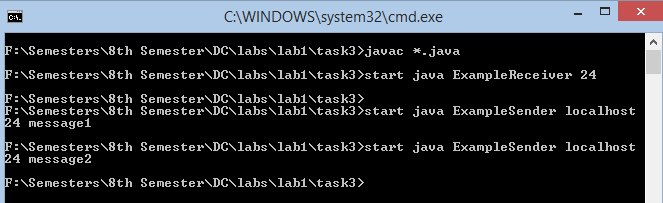 C:\WINDOWS\system32\cmd.exe
F:\Semesters\8th Semester\DC\labs\lab1\task3>javac *.java
F:\Semesters\8th Semester\DC\labs\lab1\task3>start java ExampleReceiver 24
F:\Semesters\8th Semester\DC\labs\lab1\task3>
F:\Semesters\8th Semester\DC\labs\lab1\task3>start java ExampleSender localhost
24 message1
F:\Semesters\8th Semester\DC\labs\lab1\task3>start java ExampleSender localhost
24 message2
F:\Semesters\8th Semester\DC\labs\lab1\task3>